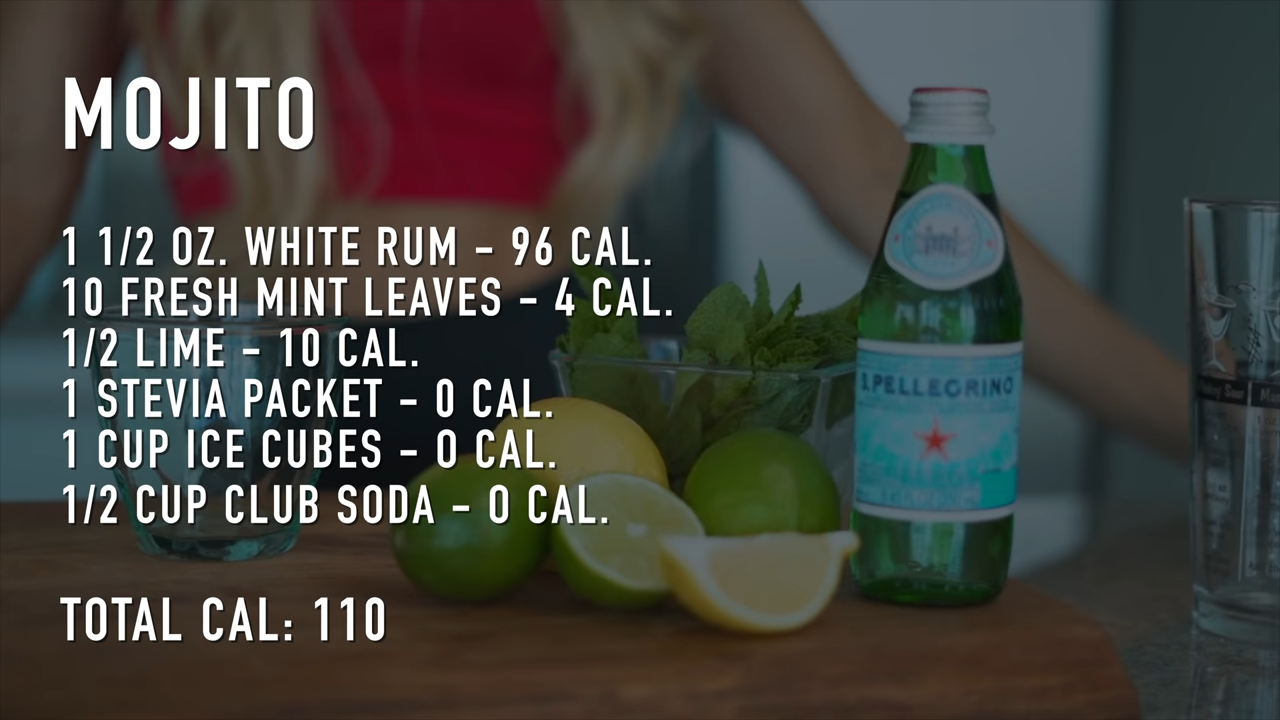 MOJITO
1 1/2 OZ. WHITE RUM - 96 CAL.
10 FRESH MINT LEAVES - 4 CAL.
1/2 LIME - 10 CAL.
1 STEVIA PACKET - 0 CAL.
1 CUP ICE CUBES - 0 CAL.
1/2 CUP CLUB SODA - 0 CAL.
TOTAL CAL: 110
S.PELLEGRINO